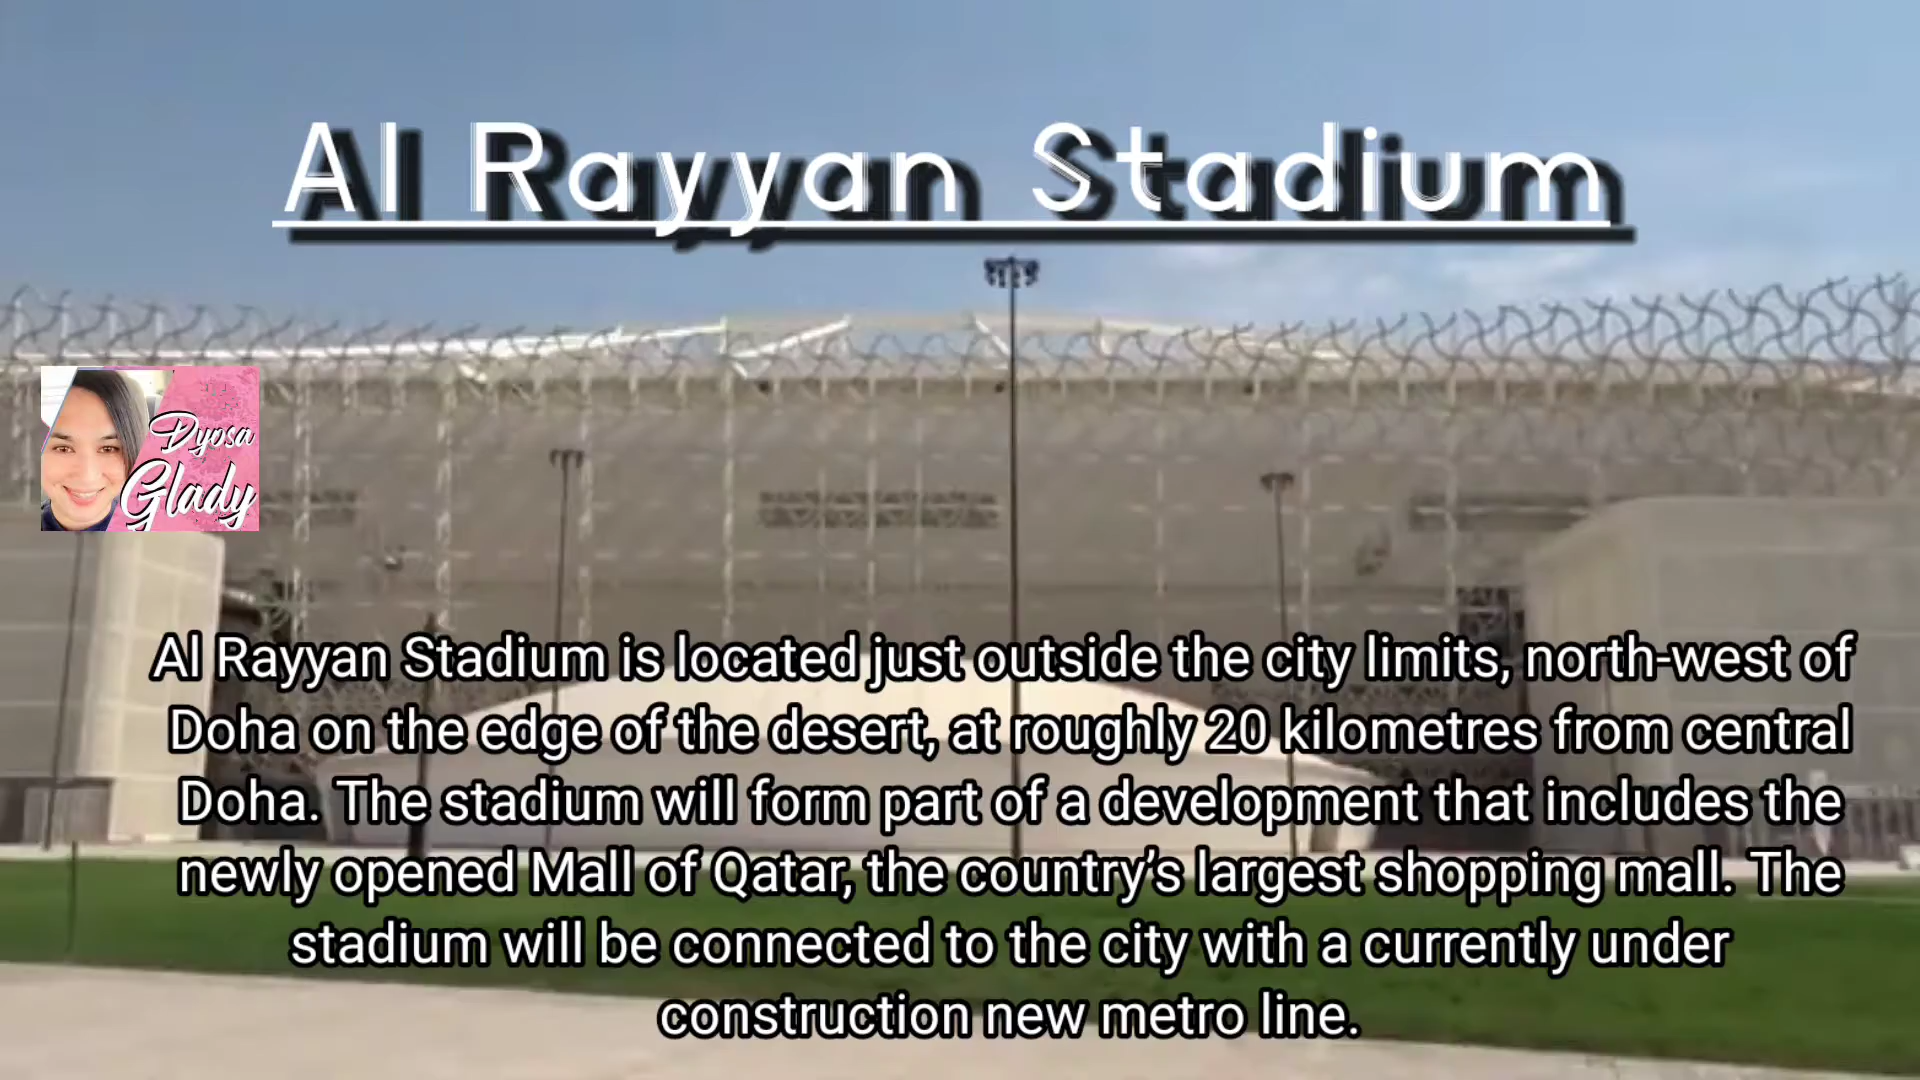 Al Rayyan Stadium
Dyosa
Glady
Al Rayyan Stadium is located just outside the city limits, north-west of
Doha on the edge of the desert, at roughly 20 kilometres from central
Doha. The stadium will form part of a development that includes the
newly opened Mall of Qatar, the country’s largest shopping mall. The
stadium will be connected to the city with a currently under
construction new metro line.